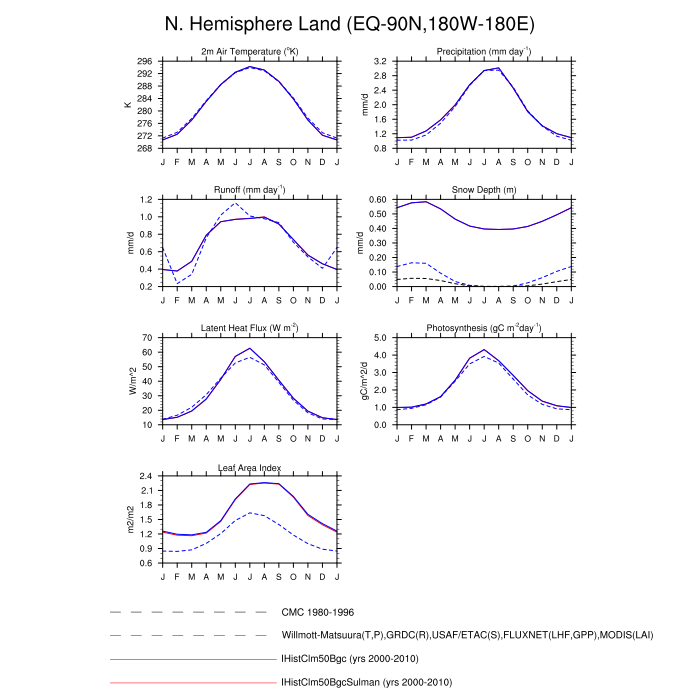 N. Hemisphere Land (EQ-90N,180W-180E)
2m Air Temperature (°K)
Precipitation (mm day⁻¹)
296
292
288
284
280
276
272
268
K
J F M A M J J A S O N D J
3.2
2.8
2.4
2.0
1.6
1.2
0.8
mm/d
J F M A M J J A S O N D J
Runoff (mm day⁻¹)
Snow Depth (m)
1.2
1.0
0.8
0.6
0.4
0.2
mm/d
J F M A M J J A S O N D J
0.60
0.50
0.40
0.30
0.20
0.10
0.00
mm/d
J F M A M J J A S O N D J
Latent Heat Flux (W m⁻²)
Photosynthesis (gC m⁻²day⁻¹)
70
60
50
40
30
20
10
W/m^2
J F M A M J J A S O N D J
5.0
4.0
3.0
2.0
1.0
0.0
gC/m^2/d
J F M A M J J A S O N D J
Leaf Area Index
2.4
2.1
1.8
1.5
1.2
0.9
0.6
m2/m2
J F M A M J J A S O N D J
CMC 1980-1996
Willmott-Matsuura(T,P),GRDC(R),USAF/ETAC(S),FLUXNET(LHF,GPP),MODIS(LAI)
IHistClm50Bgc (yrs 2000-2010)
IHistClm50BgcSulman (yrs 2000-2010)